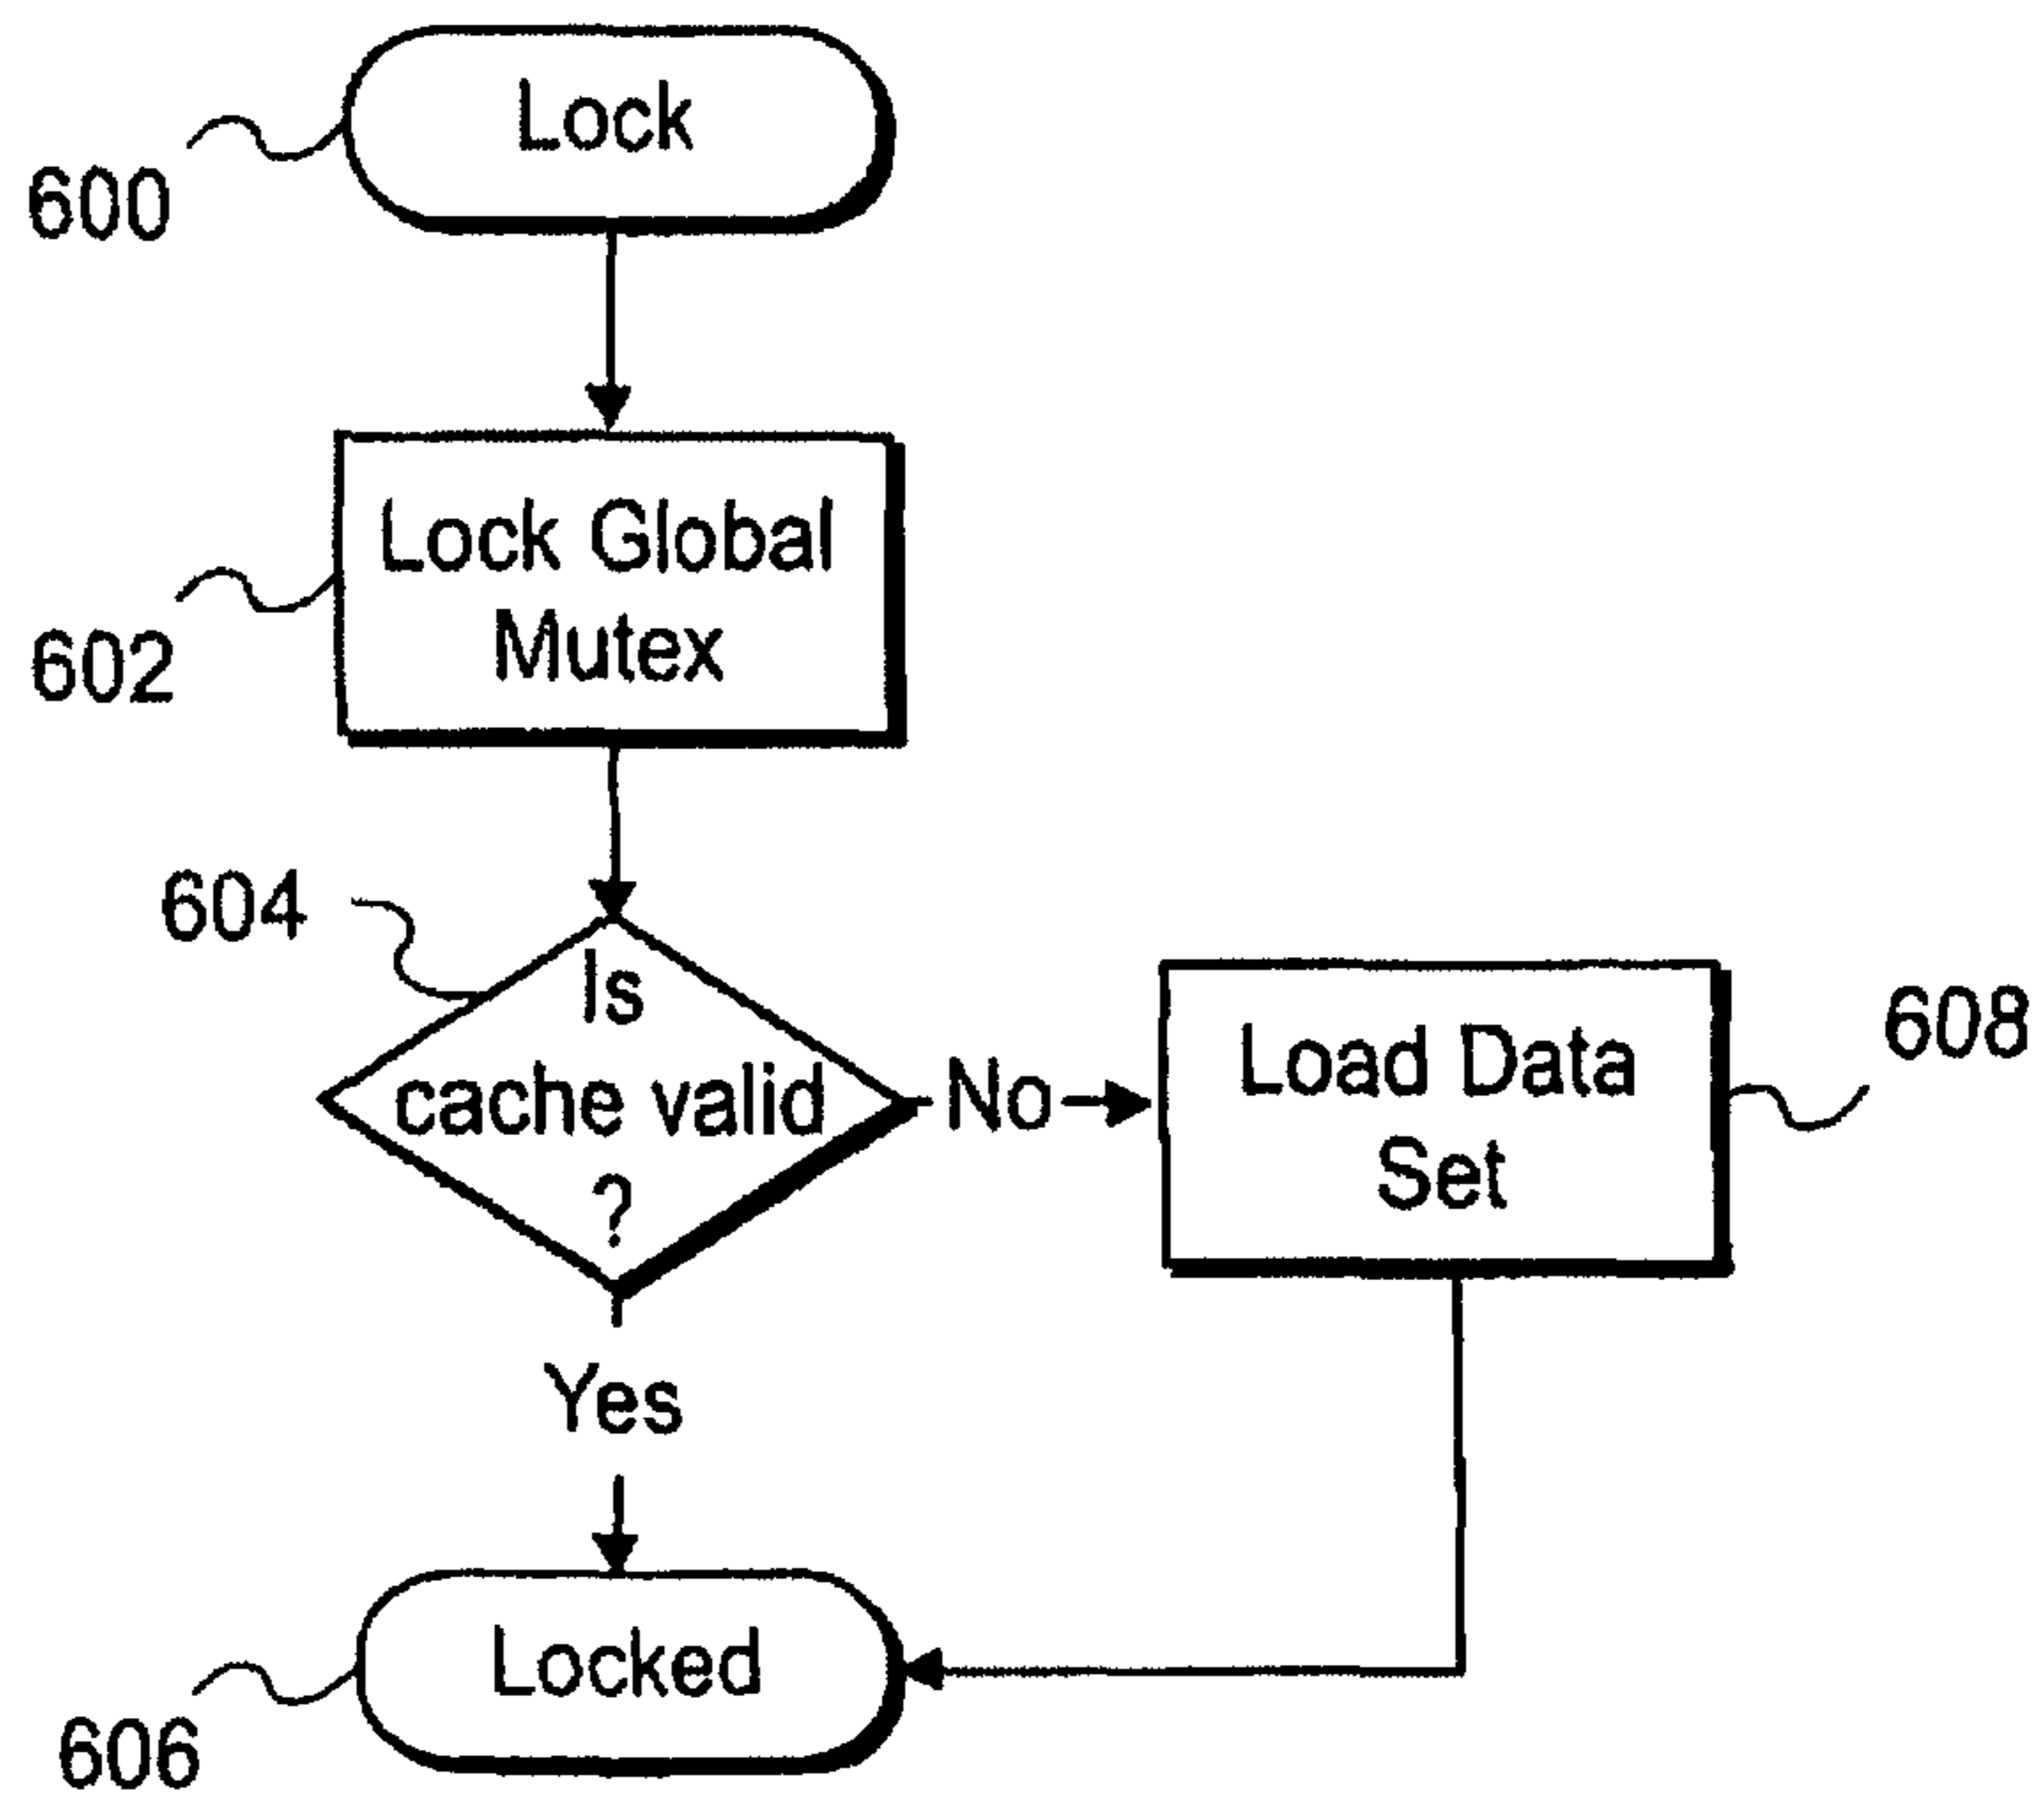 Lock
600
Lock Global
Mutex
602
604
Is
cache valid
?
No
Load Data
Set
608
Yes
Locked
606